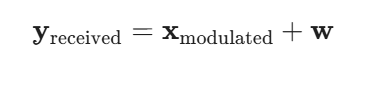 y_received = x_modulated + w